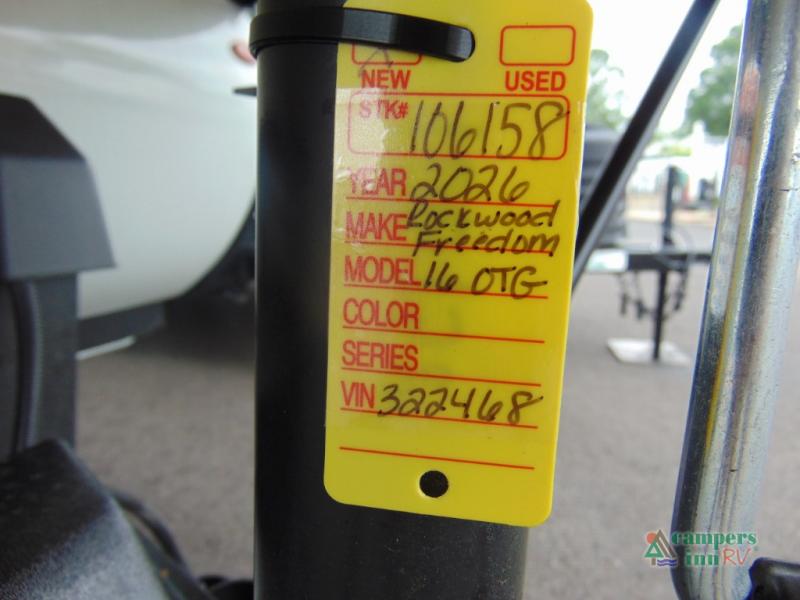 NEW USED
STK# 106158
YEAR 2026
MAKE Rockwood
Freedom
MODEL 16 OTG
COLOR
SERIES
VIN 322468
campers
inn RV